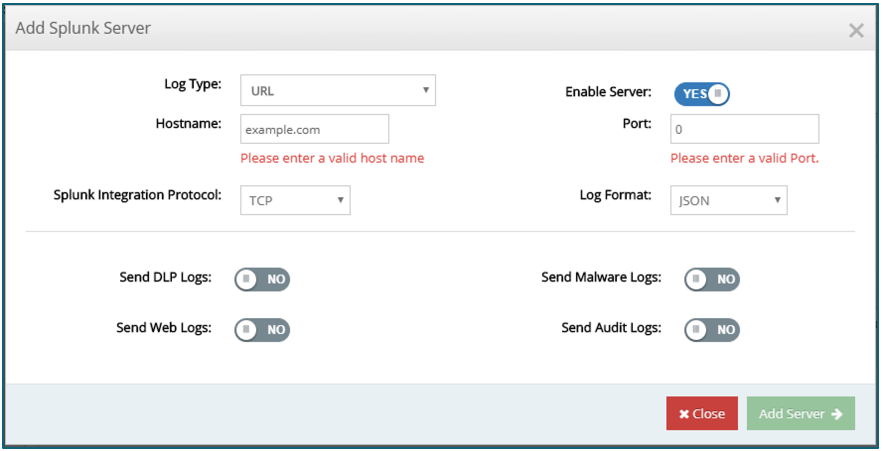 Add Splunk Server
Log Type: URL Enable Server: YES
Hostname: example.com Port: 0
Please enter a valid host name Please enter a valid Port.
Splunk Integration Protocol: TCP Log Format: JSON
Send DLP Logs: NO Send Malware Logs: NO
Send Web Logs: NO Send Audit Logs: NO
Close Add Server